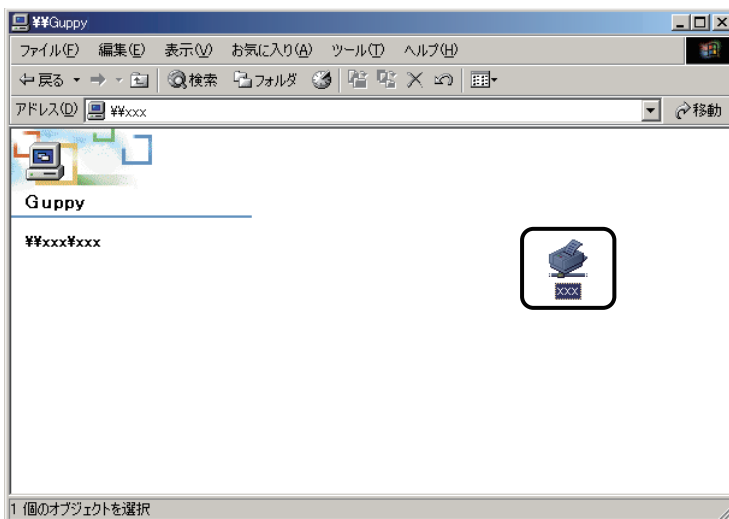 ¥¥Guppy
ファイル(F) 編集(E) 表示(V) お気に入り(A) ツール(T) ヘルプ(H)
戻る 検索 フォルダ
アドレス(D) ¥¥xxx 移動
Guppy
¥¥xxx¥xxx
xxx
1 個のオブジェクトを選択